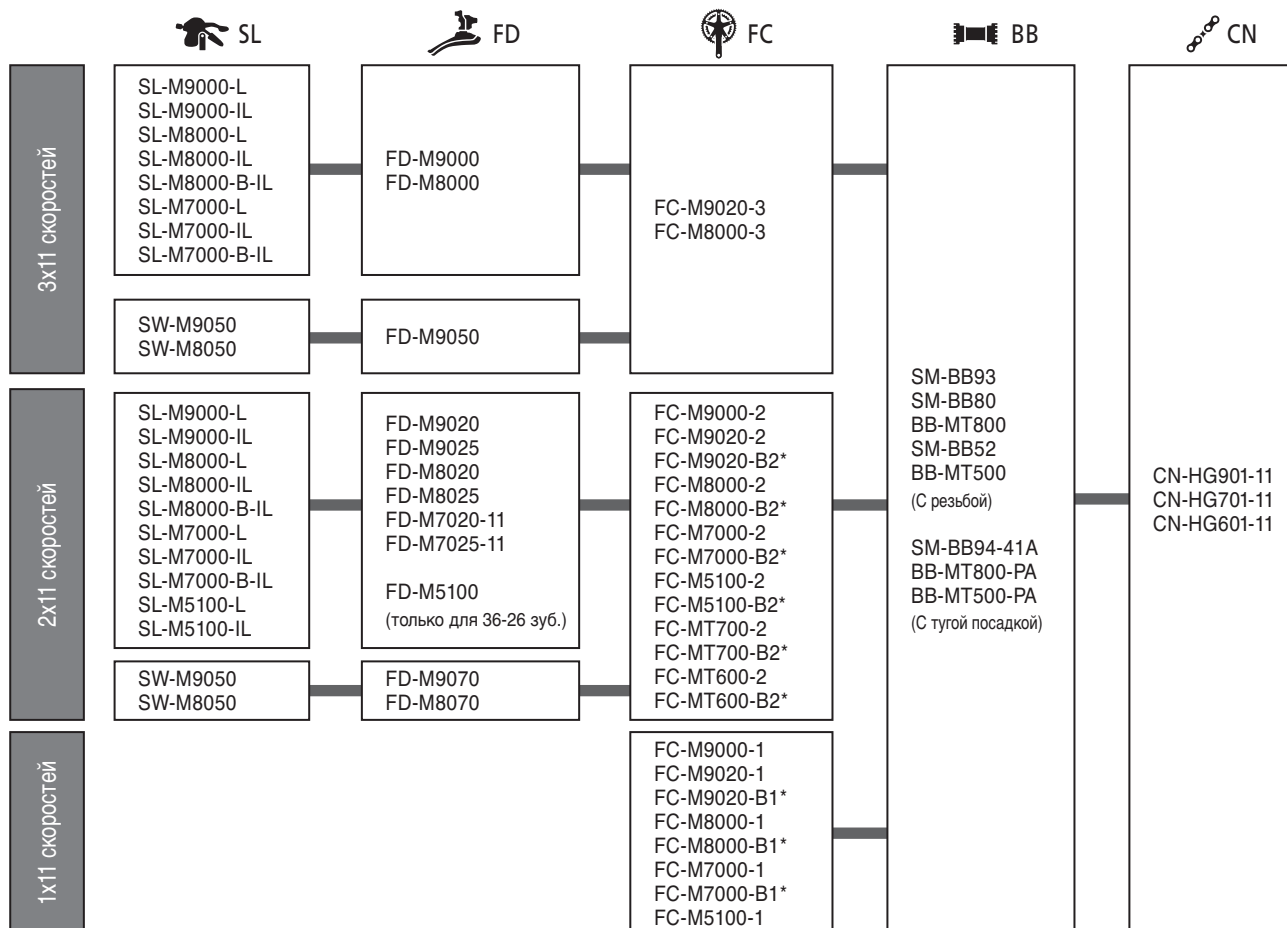 SL
FD
FC
BB
CN
3x11 скоростей
SL-M9000-L
SL-M9000-IL
SL-M8000-L
SL-M8000-IL
SL-M8000-B-IL
SL-M7000-L
SL-M7000-IL
SL-M7000-B-IL
FD-M9000
FD-M8000
FC-M9020-3
FC-M8000-3
SW-M9050
SW-M8050
FD-M9050
2x11 скоростей
SL-M9000-L
SL-M9000-IL
SL-M8000-L
SL-M8000-IL
SL-M8000-B-IL
SL-M7000-L
SL-M7000-IL
SL-M7000-B-IL
SL-M5100-L
SL-M5100-IL
FD-M9020
FD-M9025
FD-M8020
FD-M8025
FD-M7020-11
FD-M7025-11
FD-M5100
(только для 36-26 зуб.)
FC-M9000-2
FC-M9020-2
FC-M9020-B2*
FC-M8000-2
FC-M8000-B2*
FC-M7000-2
FC-M7000-B2*
FC-M5100-2
FC-M5100-B2*
FC-MT700-2
FC-MT700-B2*
FC-MT600-2
FC-MT600-B2*
SW-M9050
SW-M8050
FD-M9070
FD-M8070
1x11 скоростей
FC-M9000-1
FC-M9020-1
FC-M9020-B1*
FC-M8000-1
FC-M8000-B1*
FC-M7000-1
FC-M7000-B1*
FC-M5100-1
SM-BB93
SM-BB80
BB-MT800
SM-BB52
BB-MT500
(С резьбой)
SM-BB94-41A
BB-MT800-PA
BB-MT500-PA
(С тугой посадкой)
CN-HG901-11
CN-HG701-11
CN-HG601-11